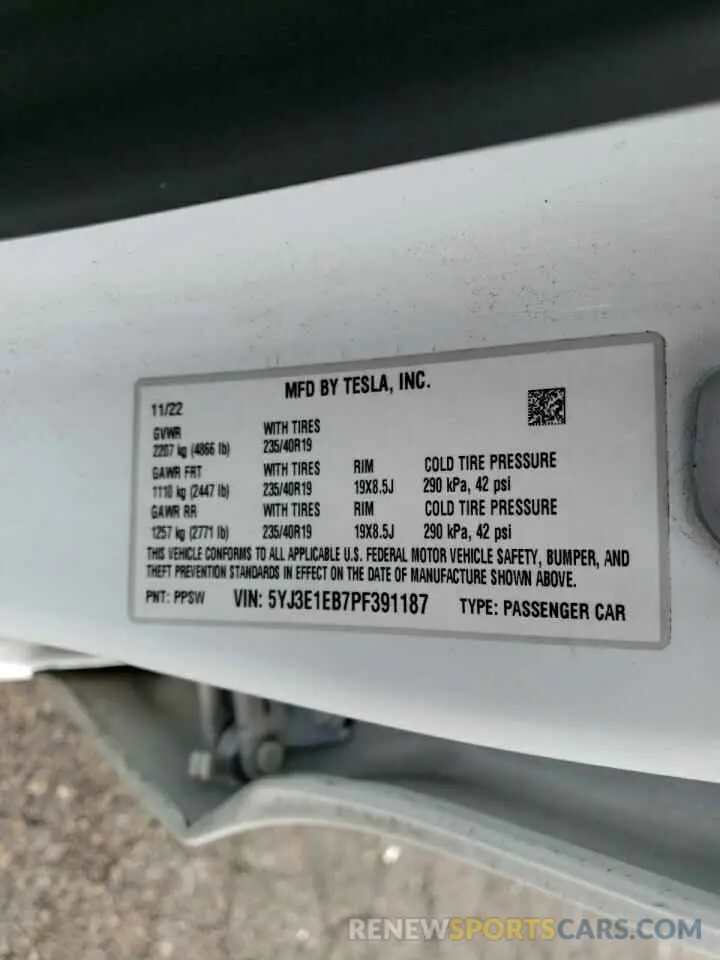 MFD BY TESLA, INC.
11/22
GVWR WITH TIRES
2207 kg (4866 lb) 235/40R19
GAWR FRT WITH TIRES RIM COLD TIRE PRESSURE
1110 kg (2447 lb) 235/40R19 19X8.5J 290 kPa, 42 psi
GAWR RR WITH TIRES RIM COLD TIRE PRESSURE
1257 kg (2771 lb) 235/40R19 19X8.5J 290 kPa, 42 psi
THIS VEHICLE CONFORMS TO ALL APPLICABLE U.S. FEDERAL MOTOR VEHICLE SAFETY, BUMPER, AND
THEFT PREVENTION STANDARDS IN EFFECT ON THE DATE OF MANUFACTURE SHOWN ABOVE.
PNT: PPSW VIN: 5YJ3E1EB7PF391187 TYPE: PASSENGER CAR
RENEWSPORTSCARS.COM